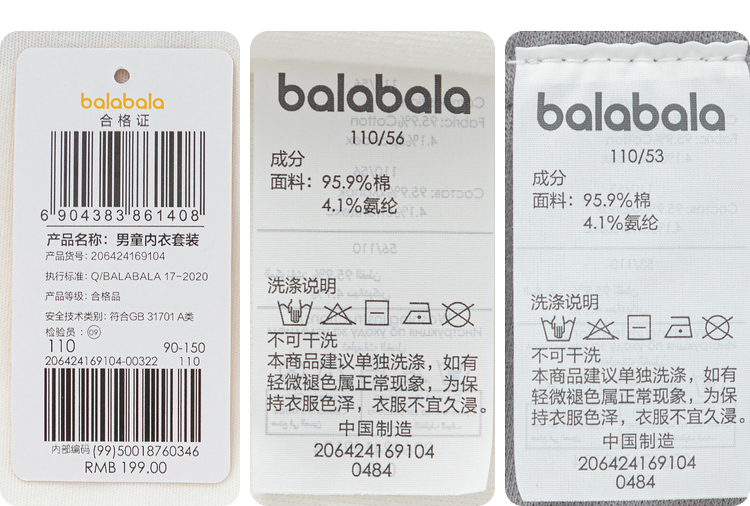 balabala
合格证
6 904383 861408
产品名称：男童内衣套装
产品货号：206424169104
执行标准：Q/BALABALA 17-2020
产品等级：合格品
安全技术类别：符合GB 31701 A类
检验员：09
110 90-150
206424169104-00322 110
内部编码 (99)50018760346
RMB 199.00
balabala
110/56
成分
面料：95.9%棉
4.1%氨纶
洗涤说明
不可干洗
本商品建议单独洗涤，如有
轻微褪色属正常现象，为保
持衣服色泽，衣服不宜久浸。
中国制造
206424169104
0484
balabala
110/53
成分
面料：95.9%棉
4.1%氨纶
洗涤说明
不可干洗
本商品建议单独洗涤，如有
轻微褪色属正常现象，为保
持衣服色泽，衣服不宜久浸。
中国制造
206424169104
0484